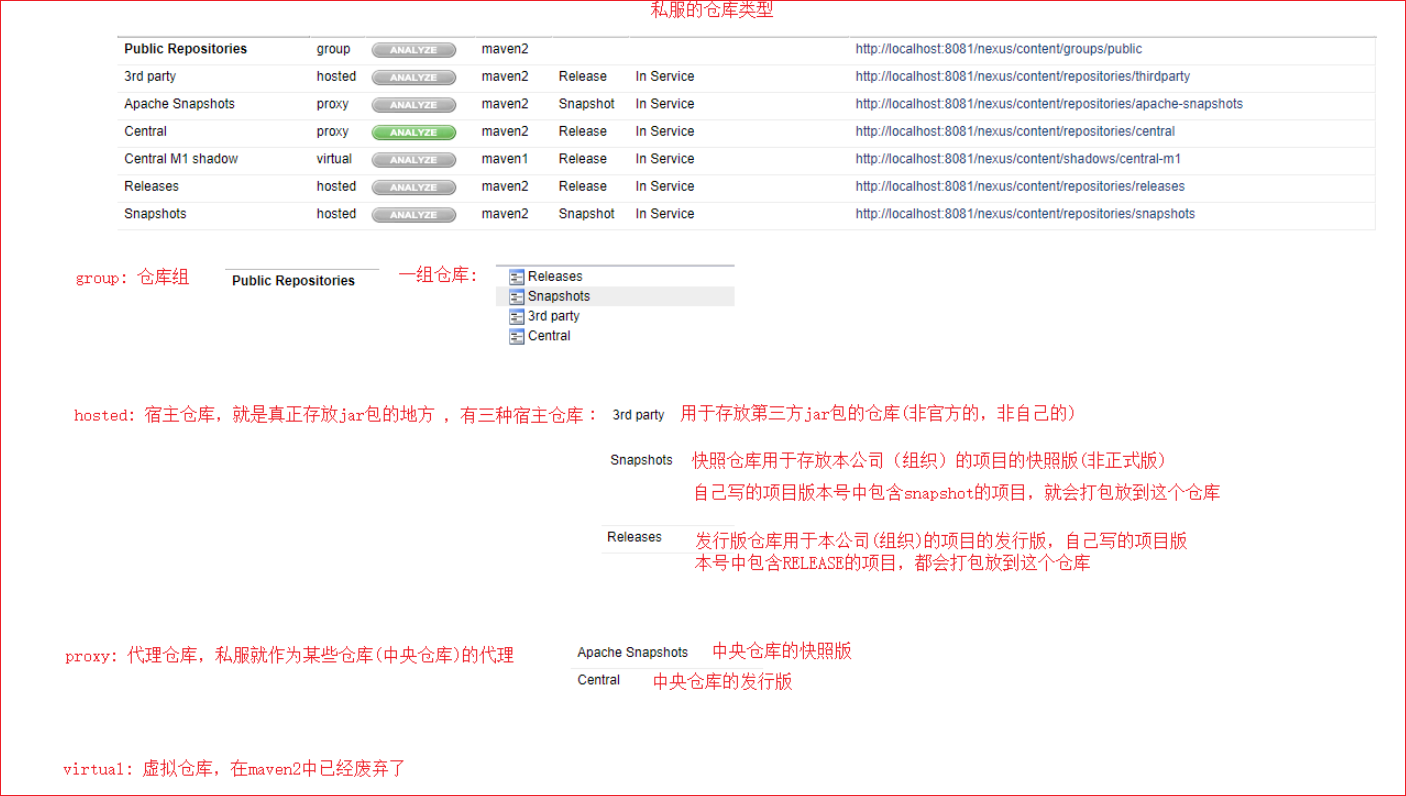 私服的仓库类型
Public Repositories group ANALYZE maven2 http://localhost:8081/nexus/content/groups/public
3rd party hosted ANALYZE maven2 Release In Service http://localhost:8081/nexus/content/repositories/thirdparty
Apache Snapshots proxy ANALYZE maven2 Snapshot In Service http://localhost:8081/nexus/content/repositories/apache-snapshots
Central proxy ANALYZE maven2 Release In Service http://localhost:8081/nexus/content/repositories/central
Central M1 shadow virtual ANALYZE maven1 Release In Service http://localhost:8081/nexus/content/shadows/central-m1
Releases hosted ANALYZE maven2 Release In Service http://localhost:8081/nexus/content/repositories/releases
Snapshots hosted ANALYZE maven2 Snapshot In Service http://localhost:8081/nexus/content/repositories/snapshots
group: 仓库组 Public Repositories 一组仓库:
Releases
Snapshots
3rd party
Central
hosted: 宿主仓库，就是真正存放jar包的地方 ，有三种宿主仓库： 3rd party 用于存放第三方jar包的仓库(非官方的，非自己的)
Snapshots 快照仓库用于存放本公司（组织）的项目的快照版(非正式版)
自己写的项目版本号中包含snapshot的项目，就会打包放到这个仓库
Releases 发行版仓库用于本公司(组织)的项目的发行版，自己写的项目版
本号中包含RELEASE的项目，都会打包放到这个仓库
proxy: 代理仓库，私服就作为某些仓库(中央仓库)的代理 Apache Snapshots 中央仓库的快照版
Central 中央仓库的发行版
virtual: 虚拟仓库，在maven2中已经废弃了